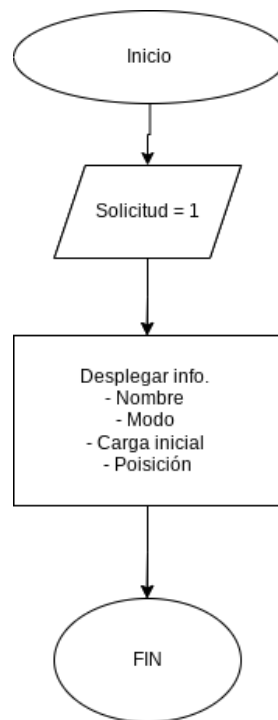 Inicio
Solicitud = 1
Desplegar info.
- Nombre
- Modo
- Carga inicial
- Poisición
FIN